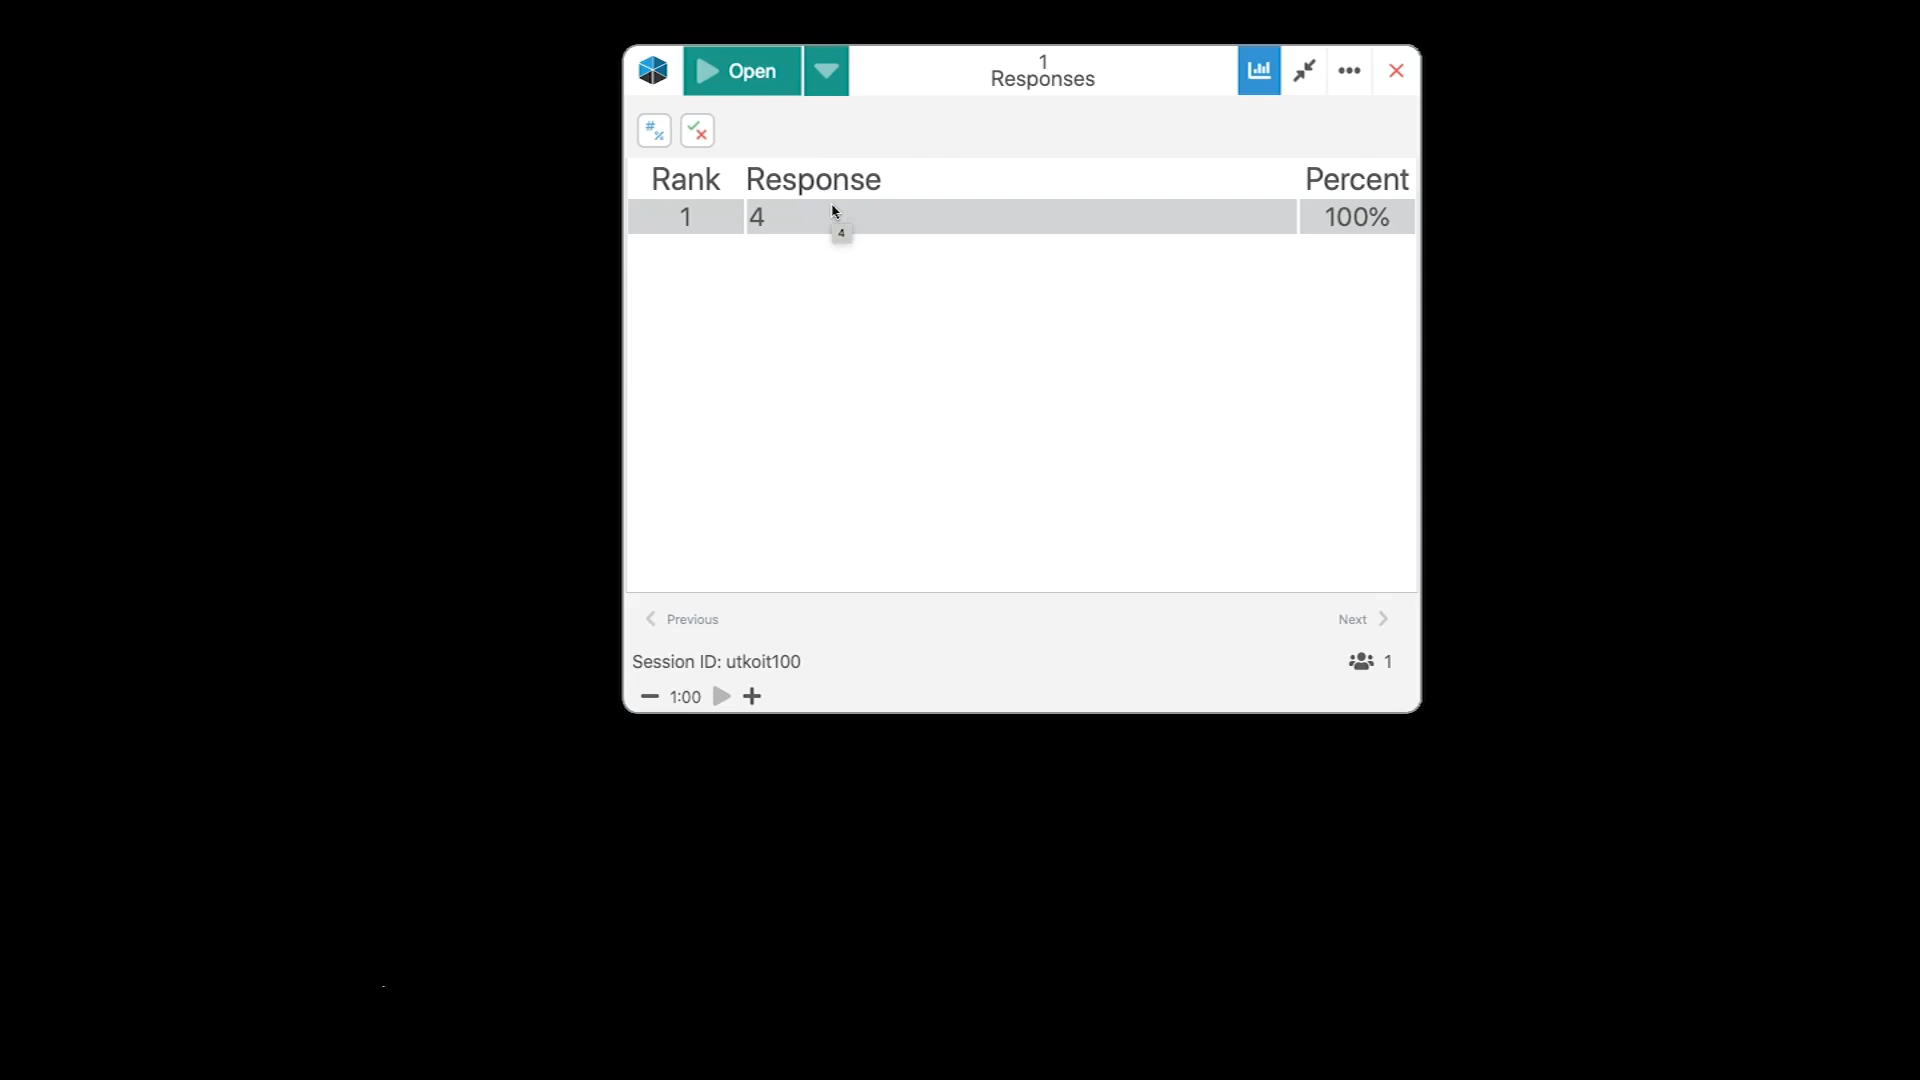 Open
1
Responses
# %
Rank Response Percent
1 4 100%
4
Previous Next
Session ID: utkoit100 1
1:00